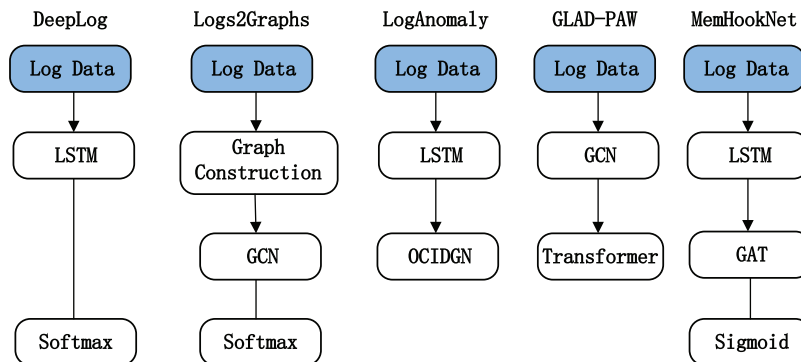 DeepLog
Logs2Graphs
LogAnomaly
GLAD-PAW
MemHookNet
Log Data
Log Data
Log Data
Log Data
Log Data
LSTM
Graph
Construction
LSTM
GCN
LSTM
GCN
OCIDGN
Transformer
GAT
Softmax
Softmax
Sigmoid